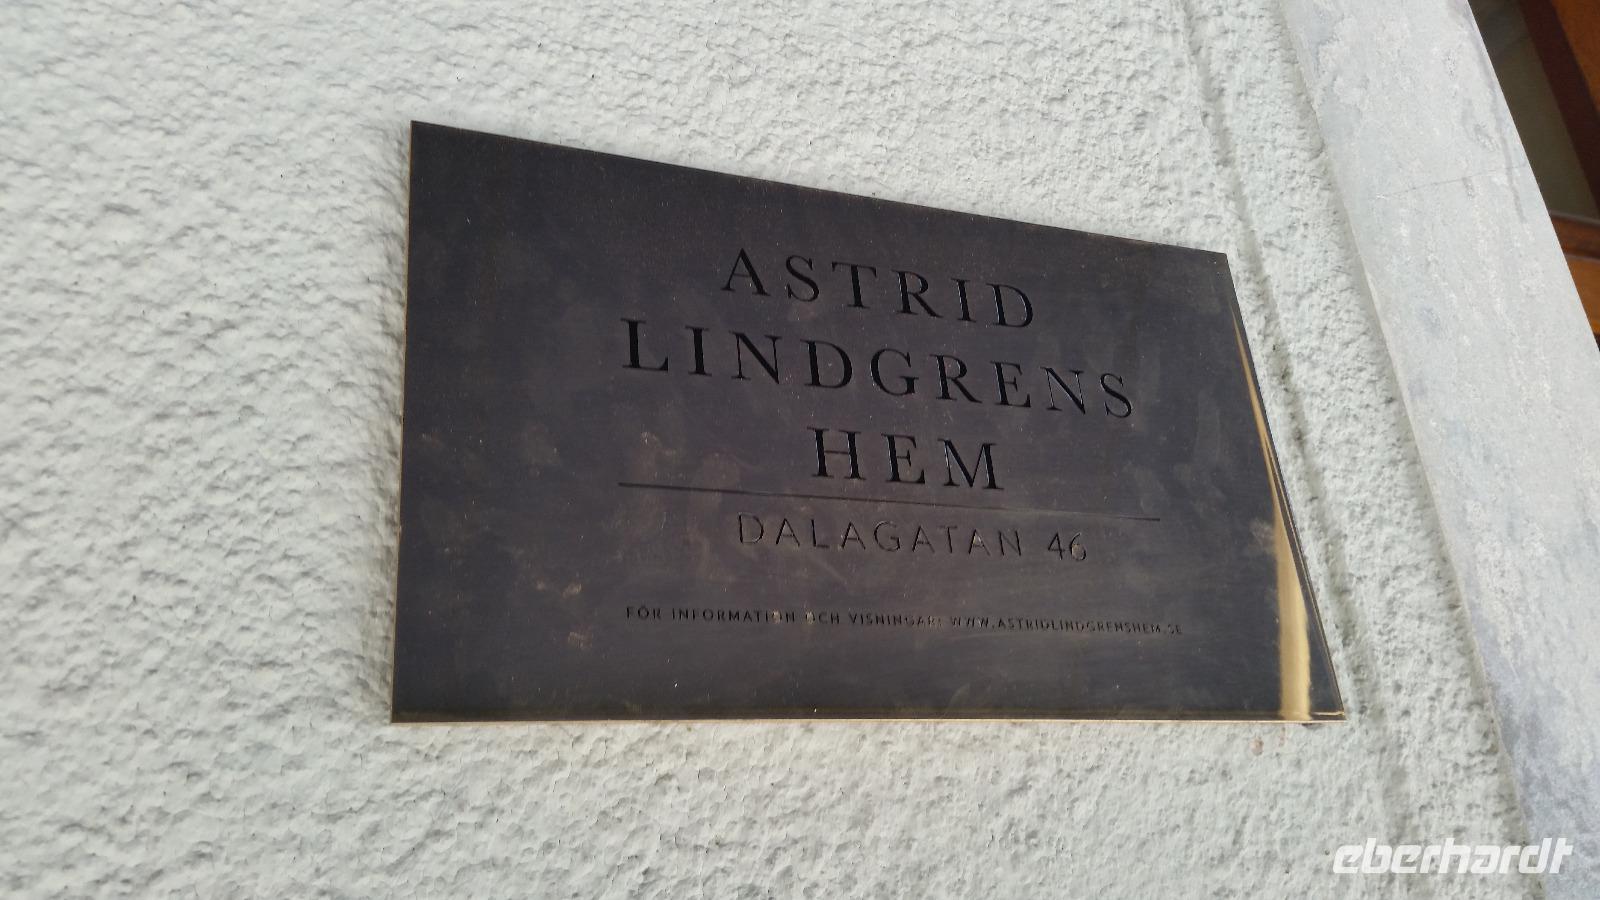 ASTRID
LINDGRENS
HEM
DALAGATAN 46
FÖR INFORMATION OCH VISNINGAR: WWW.ASTRIDLINDGRENSHEM.SE
eberhardt